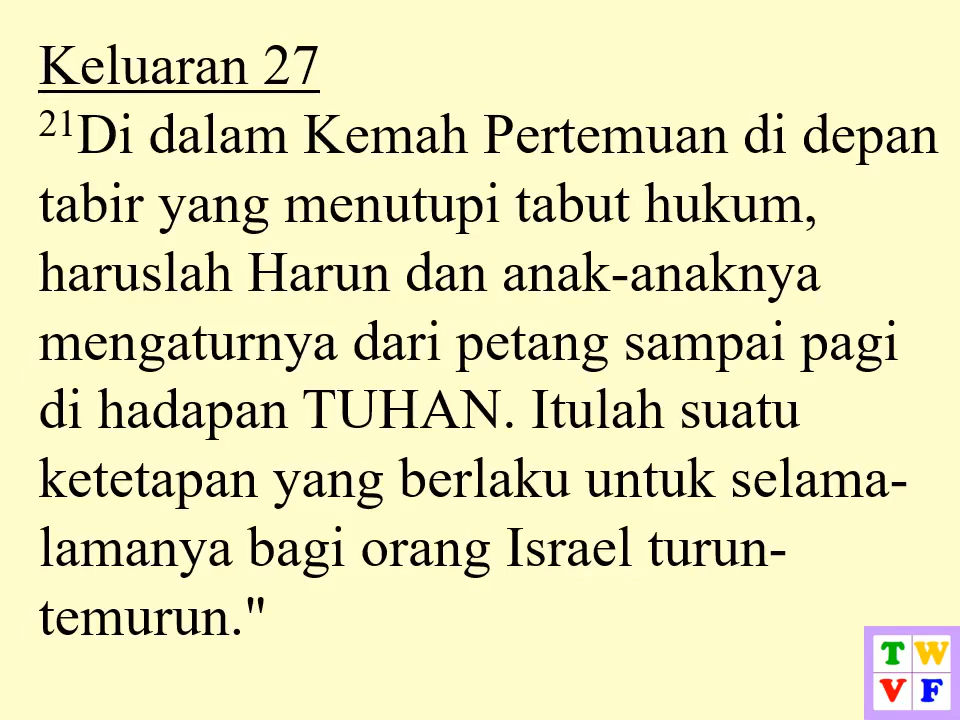 Keluaran 27
21Di dalam Kemah Pertemuan di depan
tabir yang menutupi tabut hukum,
haruslah Harun dan anak-anaknya
mengaturnya dari petang sampai pagi
di hadapan TUHAN. Itulah suatu
ketetapan yang berlaku untuk selama-
lamanya bagi orang Israel turun-
temurun."
T W
V F